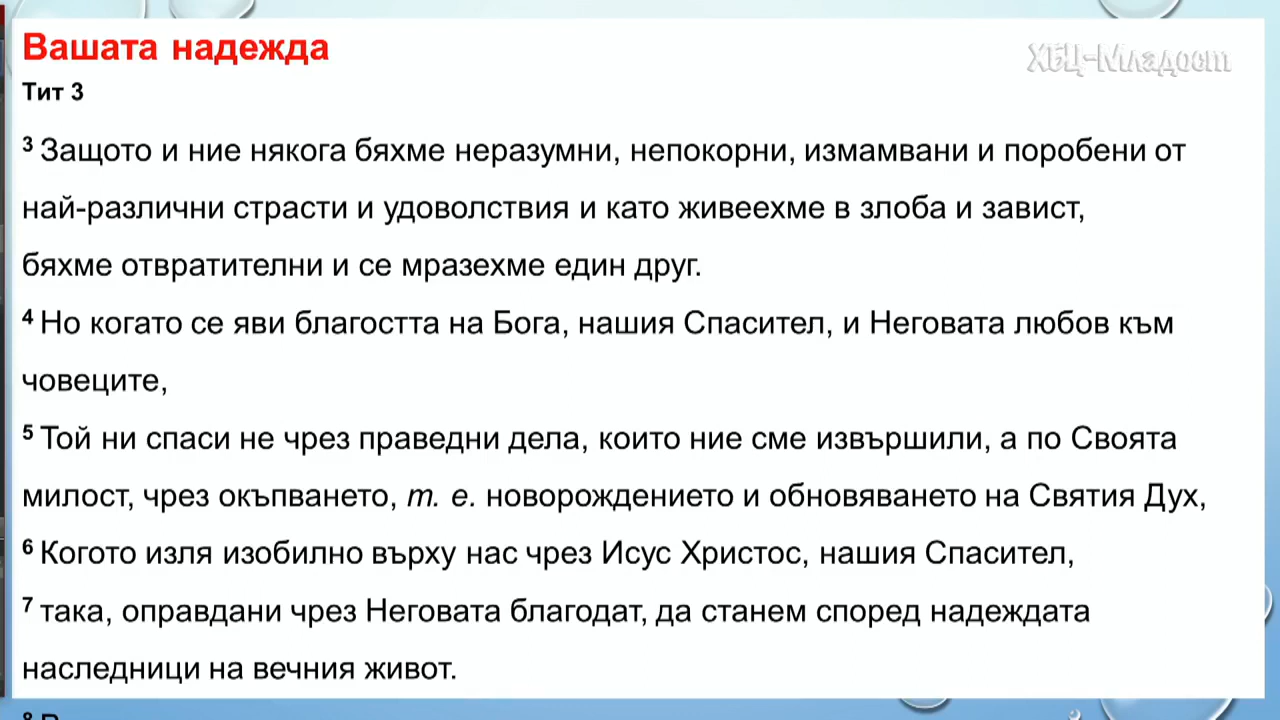 Вашата надежда
ХБЦ-Младост
Тит 3
3 Защото и ние някога бяхме неразумни, непокорни, измамвани и поробени от
най-различни страсти и удоволствия и като живеехме в злоба и завист,
бяхме отвратителни и се мразехме един друг.
4 Но когато се яви благостта на Бога, нашия Спасител, и Неговата любов към
човеците,
5 Той ни спаси не чрез праведни дела, които ние сме извършили, а по Своята
милост, чрез окъпването, т. е. новорождението и обновяването на Святия Дух,
6 Когото изля изобилно върху нас чрез Исус Христос, нашия Спасител,
7 така, оправдани чрез Неговата благодат, да станем според надеждата
наследници на вечния живот.